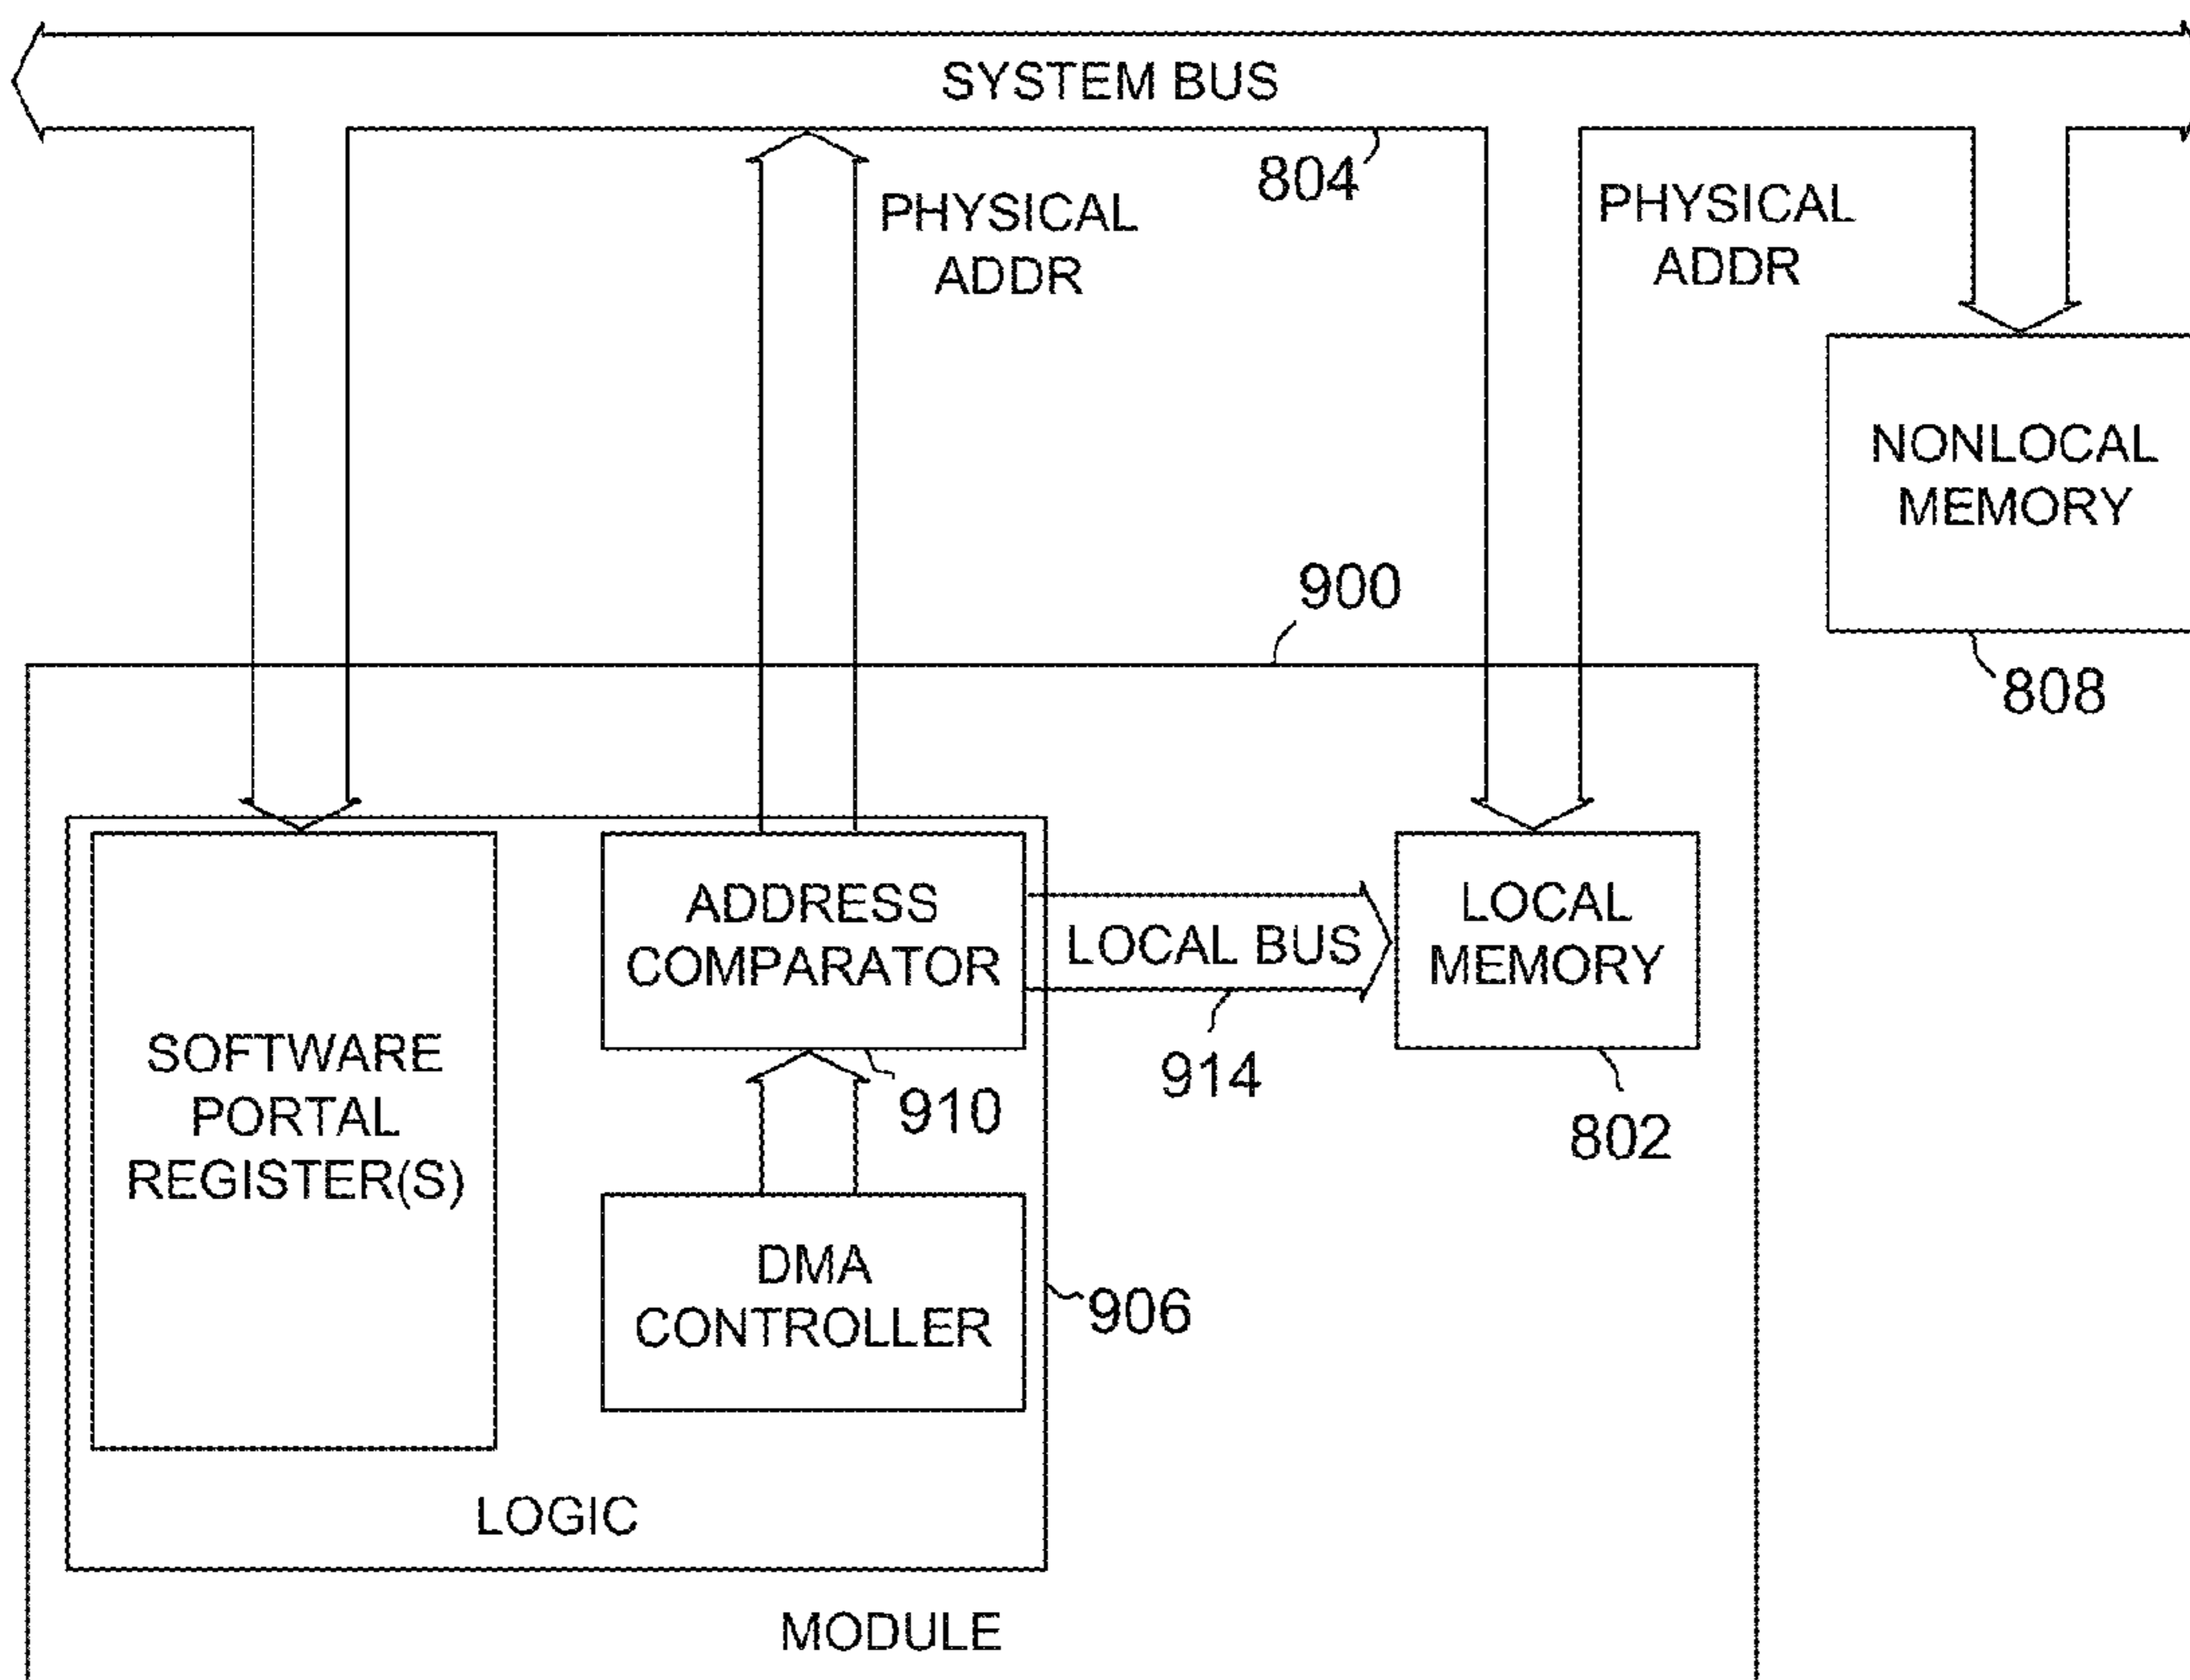 SYSTEM BUS
804
PHYSICAL
ADDR
PHYSICAL
ADDR
NONLOCAL
MEMORY
808
900
ADDRESS
COMPARATOR
910
LOCAL BUS
914
LOCAL
MEMORY
802
SOFTWARE
PORTAL
REGISTER(S)
DMA
CONTROLLER
906
LOGIC
MODULE